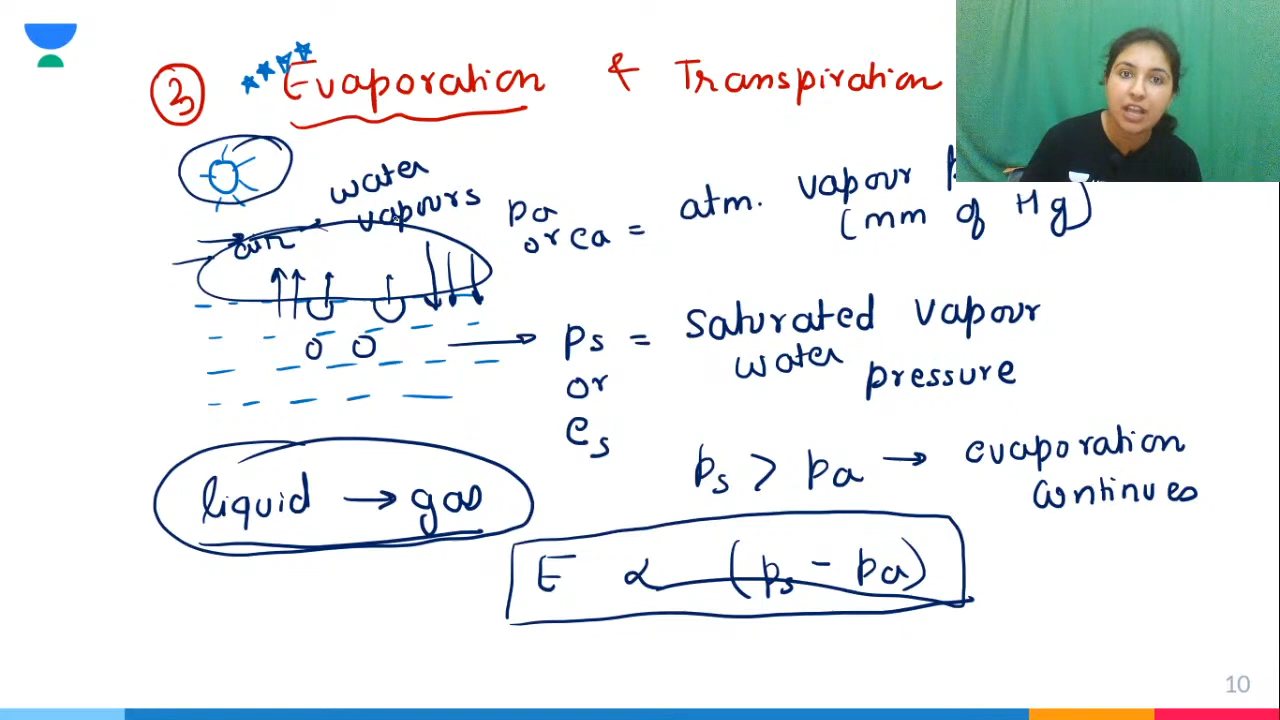 3 Evaporation & Transpiration
water
vapours
air
pa
or ea = atm. vapour
(mm of Hg)
ps = saturated vapour
water pressure
or
es
ps > pa → evaporation
continues
liquid → gas
E ∝ (ps - pa)
10